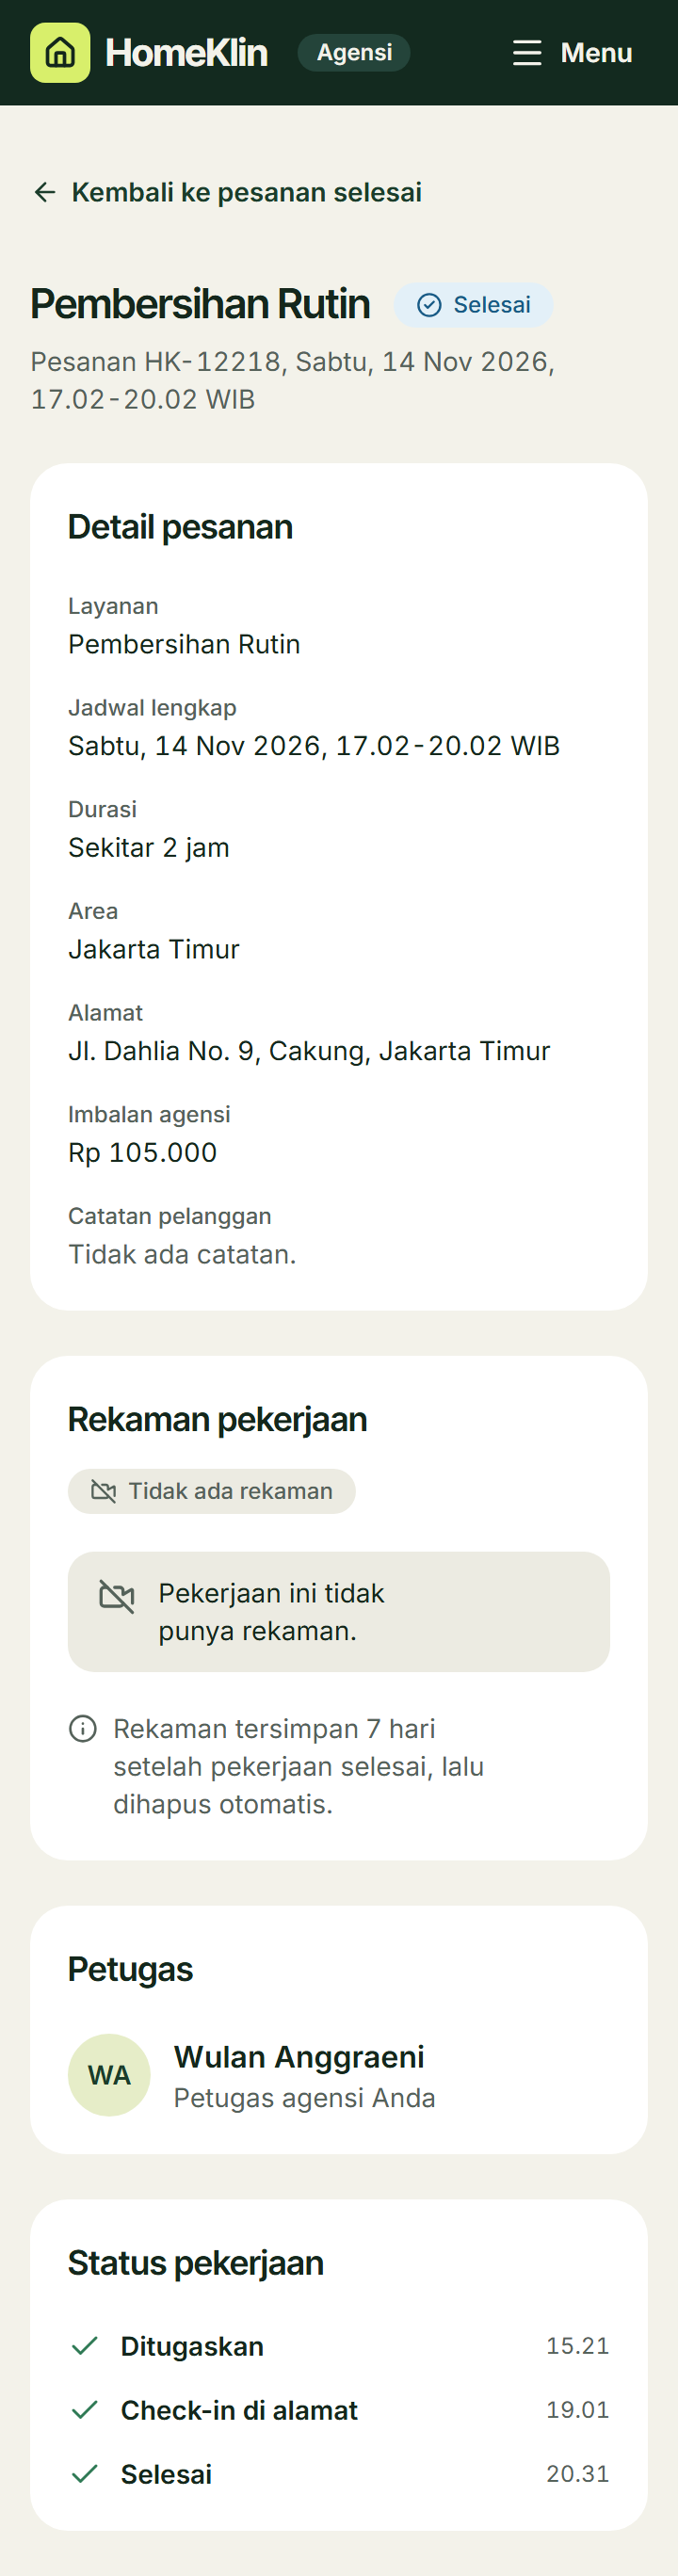 HomeKlin
Agensi
Menu
Kembali ke pesanan selesai
Pembersihan Rutin
Selesai
Pesanan HK-12218, Sabtu, 14 Nov 2026,
17.02-20.02 WIB
Detail pesanan
Layanan
Pembersihan Rutin
Jadwal lengkap
Sabtu, 14 Nov 2026, 17.02-20.02 WIB
Durasi
Sekitar 2 jam
Area
Jakarta Timur
Alamat
Jl. Dahlia No. 9, Cakung, Jakarta Timur
Imbalan agensi
Rp 105.000
Catatan pelanggan
Tidak ada catatan.
Rekaman pekerjaan
Tidak ada rekaman
Pekerjaan ini tidak
punya rekaman.
Rekaman tersimpan 7 hari
setelah pekerjaan selesai, lalu
dihapus otomatis.
Petugas
WA
Wulan Anggraeni
Petugas agensi Anda
Status pekerjaan
Ditugaskan 15.21
Check-in di alamat 19.01
Selesai 20.31